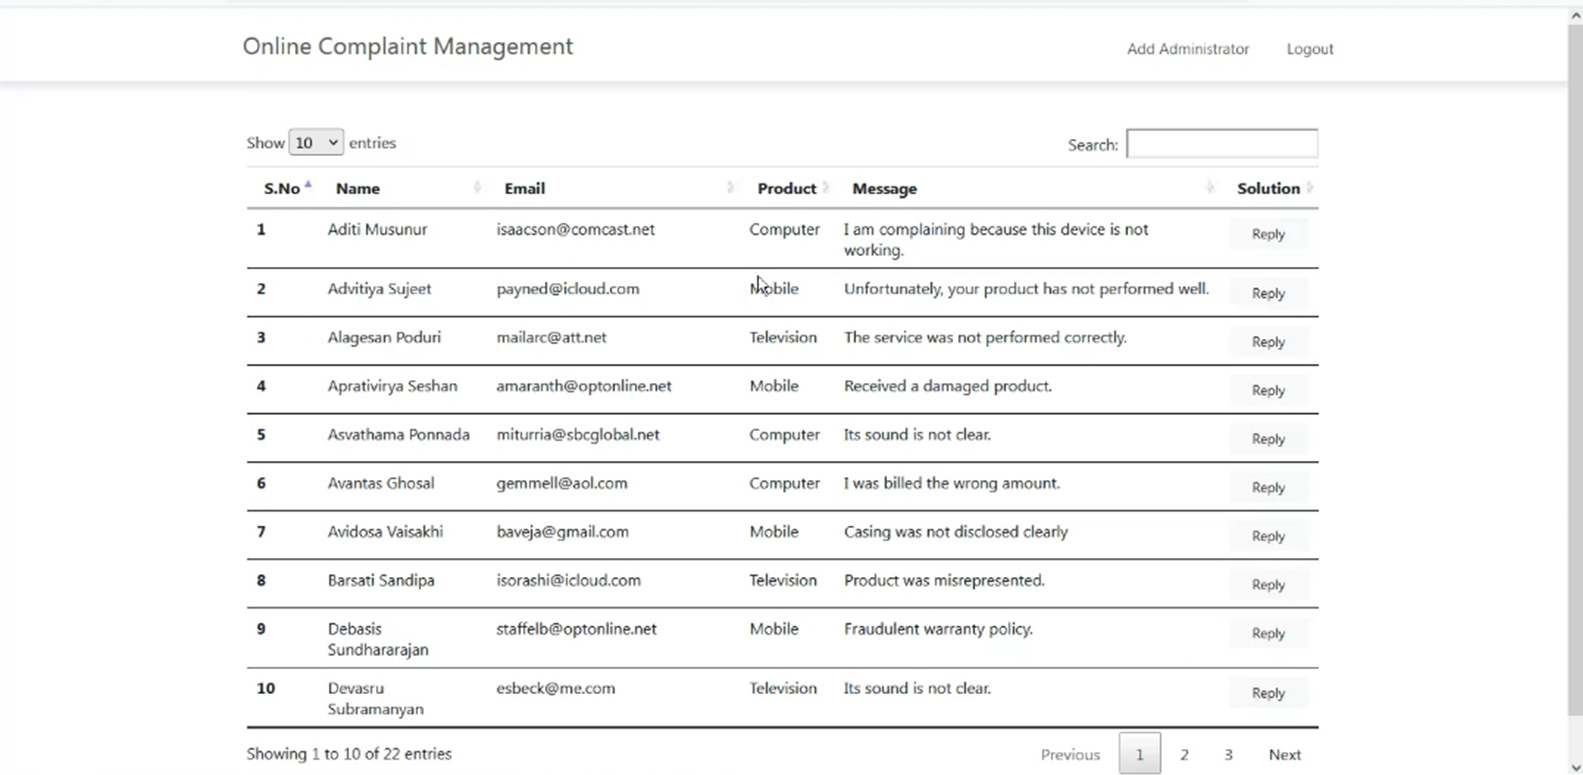 Online Complaint Management Add Administrator Logout
Show 10 entries Search:
S.No Name Email Product Message Solution
1 Aditi Musunur isaacson@comcast.net Computer I am complaining because this device is not Reply
working.
2 Advitiya Sujeet payned@icloud.com Mobile Unfortunately, your product has not performed well. Reply
3 Alagesan Poduri mailarc@att.net Television The service was not performed correctly. Reply
4 Aprativirya Seshan amaranth@optonline.net Mobile Received a damaged product. Reply
5 Asvathama Ponnada miturria@sbcglobal.net Computer Its sound is not clear. Reply
6 Avantas Ghosal gemmell@aol.com Computer I was billed the wrong amount. Reply
7 Avidosa Vaisakhi baveja@gmail.com Mobile Casing was not disclosed clearly Reply
8 Barsati Sandipa isorashi@icloud.com Television Product was misrepresented. Reply
9 Debasis staffelb@optonline.net Mobile Fraudulent warranty policy. Reply
Sundhararajan
10 Devasru esbeck@me.com Television Its sound is not clear. Reply
Subramanyan
Showing 1 to 10 of 22 entries Previous 1 2 3 Next